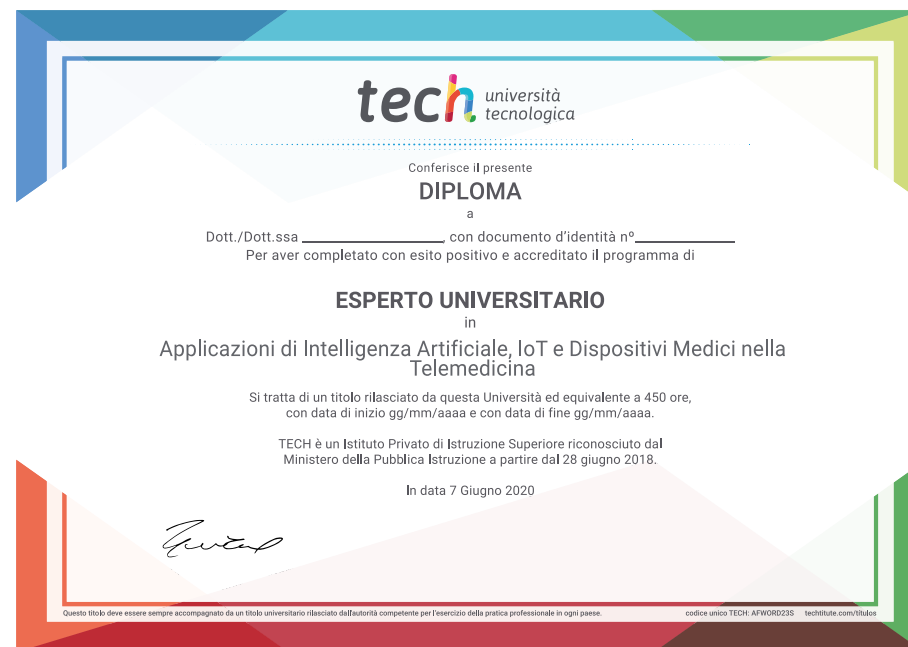 tech università
tecnologica
Conferisce il presente
DIPLOMA
a
Dott./Dott.ssa ____________________, con documento d'identità nº______________
Per aver completato con esito positivo e accreditato il programma di
ESPERTO UNIVERSITARIO
in
Applicazioni di Intelligenza Artificiale, IoT e Dispositivi Medici nella
Telemedicina
Si tratta di un titolo rilasciato da questa Università ed equivalente a 450 ore,
con data di inizio gg/mm/aaaa e con data di fine gg/mm/aaaa.
TECH è un Istituto Privato di Istruzione Superiore riconosciuto dal
Ministero della Pubblica Istruzione a partire dal 28 giugno 2018.
In data 7 Giugno 2020
Questo titolo deve essere sempre accompagnato da un titolo universitario rilasciato dall'autorità competente per l'esercizio della pratica professionale in ogni paese. codice unico TECH: AFWORD23S techtitute.com/titulos